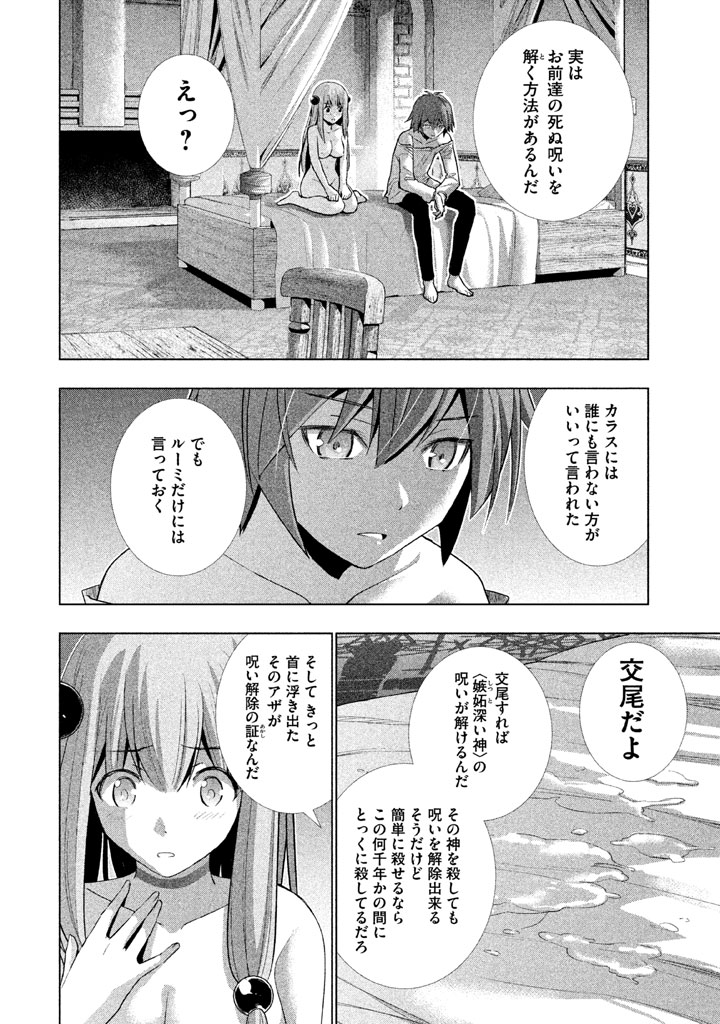 実は
お前達の死ぬ呪いを
解く方法があるんだ
えっ？
カラスには
誰にも言わない方が
いいって言われた
でも
ルーミだけには
言っておく
交尾だよ
交尾すれば
〈嫉妬深い神〉の
呪いが解けるんだ
その神を殺しても
呪いを解除出来る
そうだけど
簡単に殺せるなら
この何千年かの間に
とっくに殺してるだろ
そして きっと
首に浮き出た
そのアザが
呪い解除の証なんだ